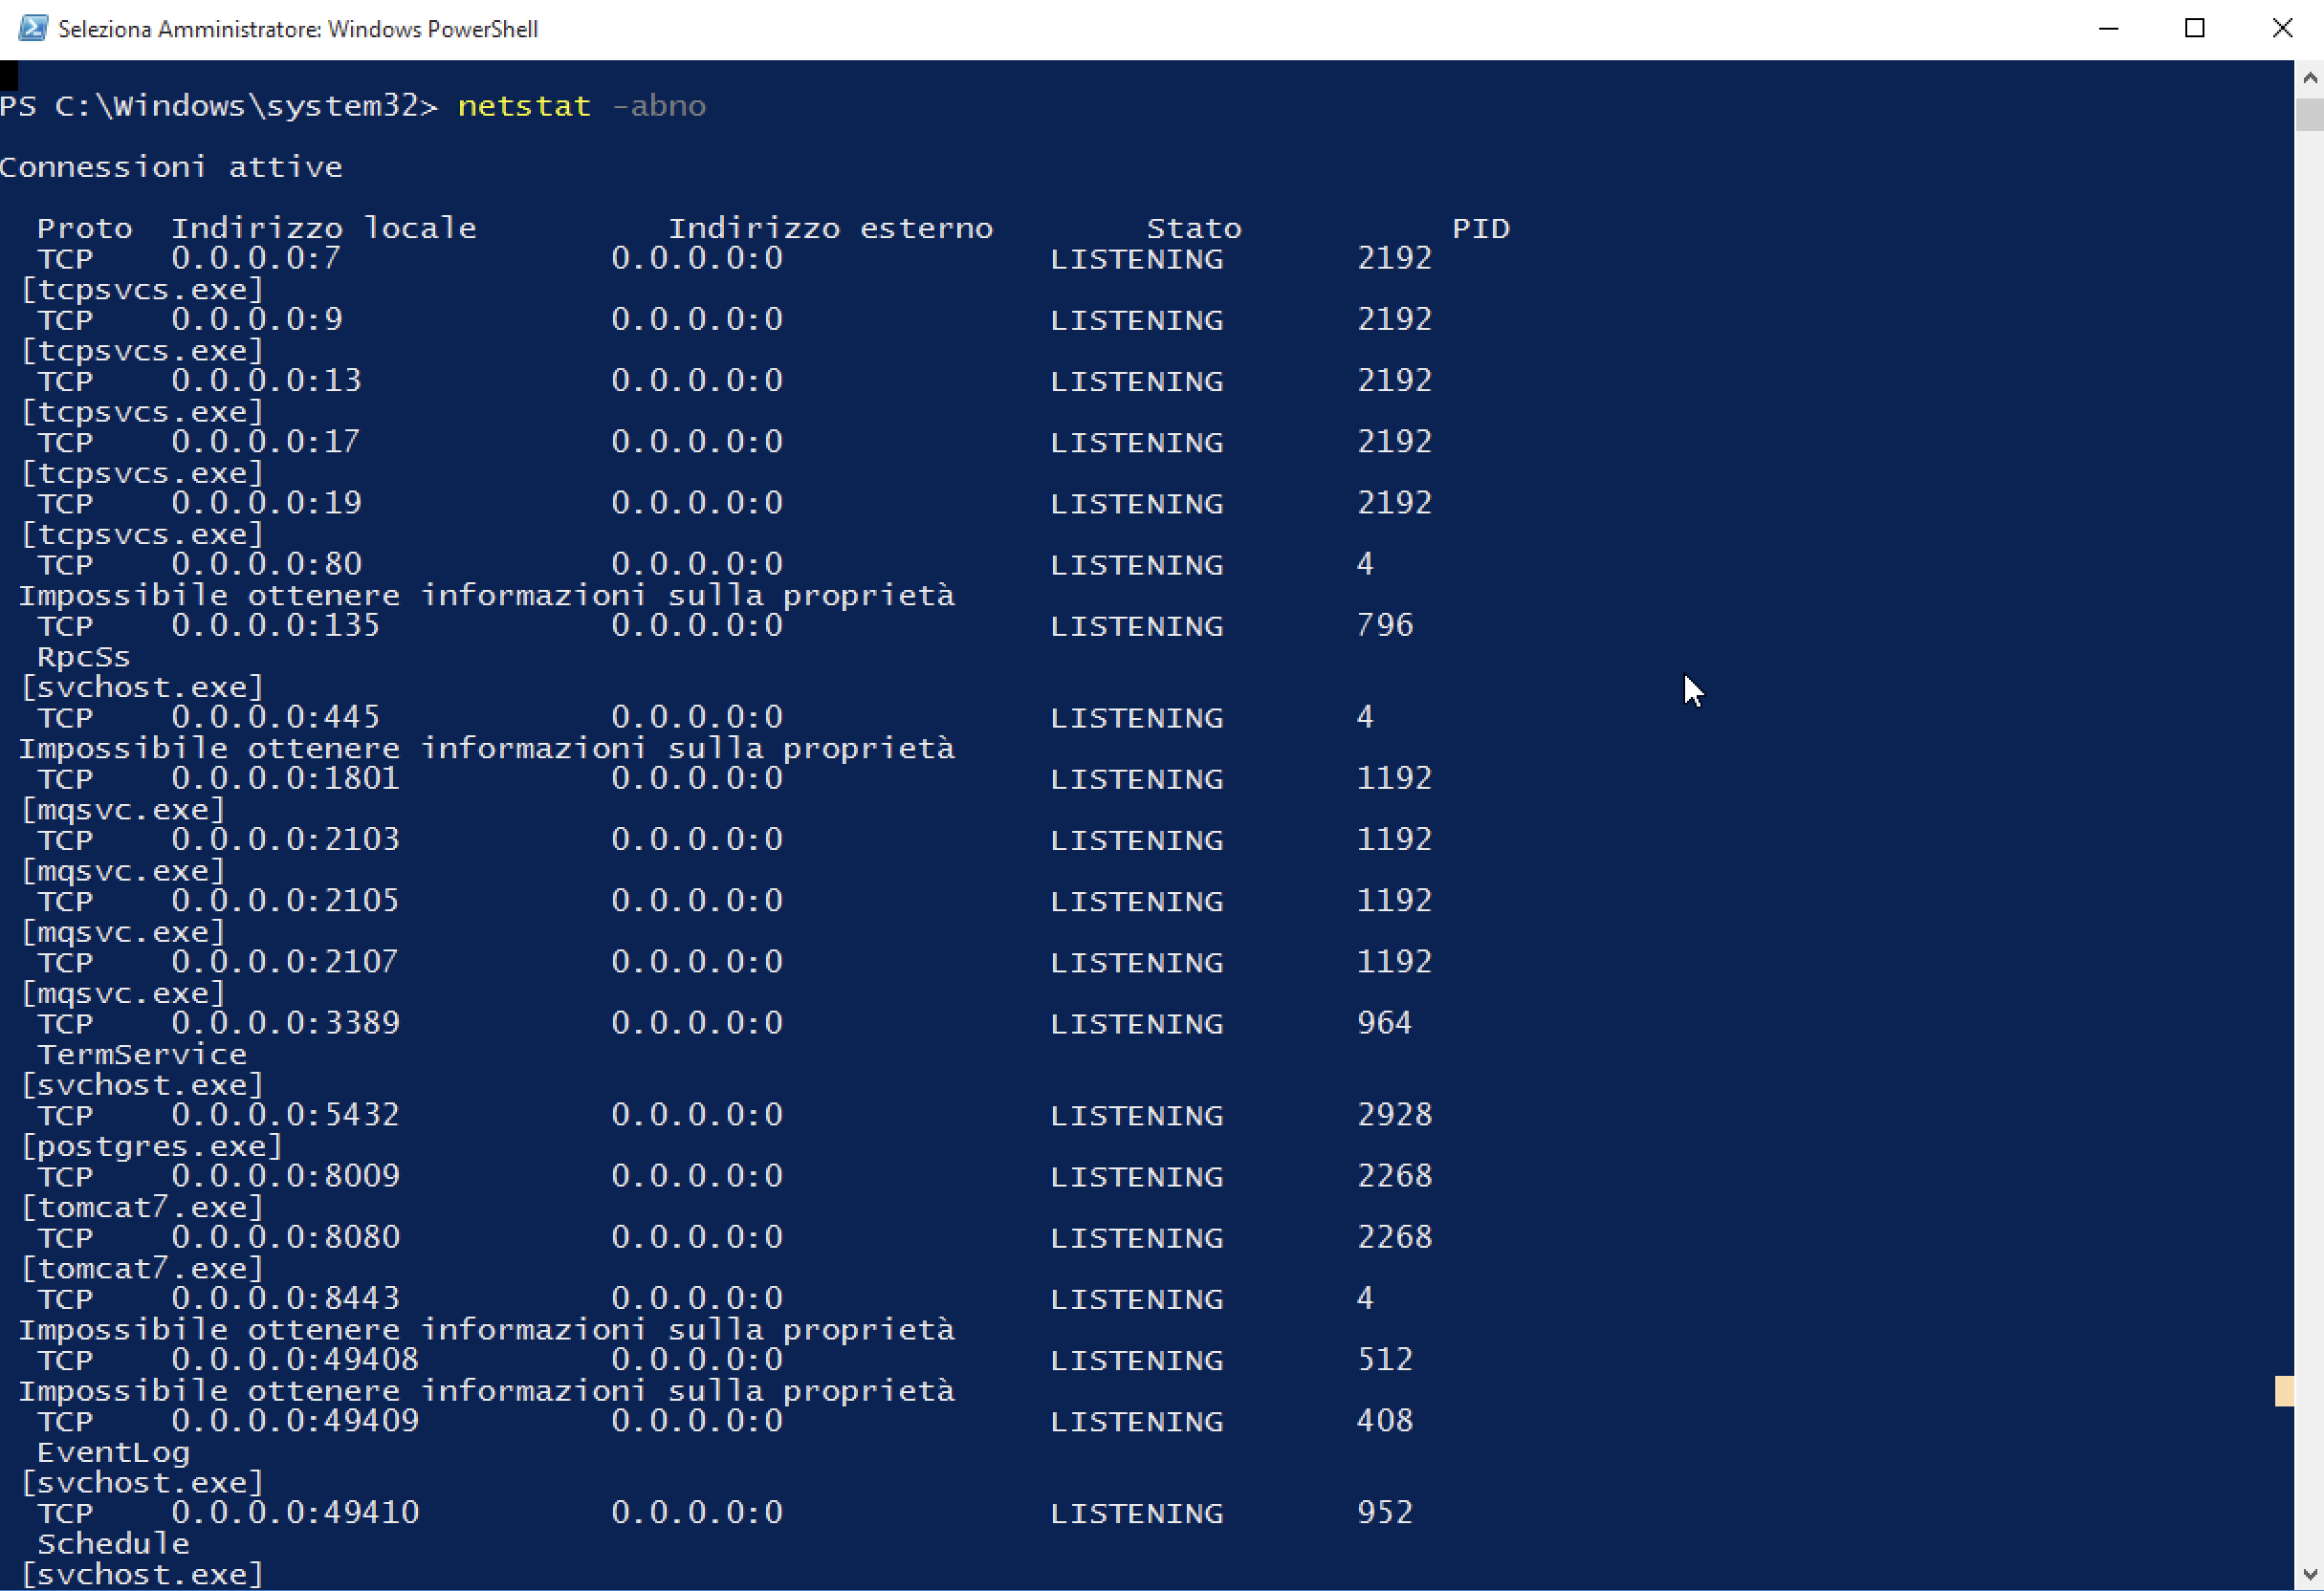 Seleziona Amministratore: Windows PowerShell
PS C:\Windows\system32> netstat -abno
Connessioni attive
Proto Indirizzo locale Indirizzo esterno Stato PID
TCP 0.0.0.0:7 0.0.0.0:0 LISTENING 2192
[tcpsvcs.exe]
TCP 0.0.0.0:9 0.0.0.0:0 LISTENING 2192
[tcpsvcs.exe]
TCP 0.0.0.0:13 0.0.0.0:0 LISTENING 2192
[tcpsvcs.exe]
TCP 0.0.0.0:17 0.0.0.0:0 LISTENING 2192
[tcpsvcs.exe]
TCP 0.0.0.0:19 0.0.0.0:0 LISTENING 2192
[tcpsvcs.exe]
TCP 0.0.0.0:80 0.0.0.0:0 LISTENING 4
Impossibile ottenere informazioni sulla proprietà
TCP 0.0.0.0:135 0.0.0.0:0 LISTENING 796
RpcSs
[svchost.exe]
TCP 0.0.0.0:445 0.0.0.0:0 LISTENING 4
Impossibile ottenere informazioni sulla proprietà
TCP 0.0.0.0:1801 0.0.0.0:0 LISTENING 1192
[mqsvc.exe]
TCP 0.0.0.0:2103 0.0.0.0:0 LISTENING 1192
[mqsvc.exe]
TCP 0.0.0.0:2105 0.0.0.0:0 LISTENING 1192
[mqsvc.exe]
TCP 0.0.0.0:2107 0.0.0.0:0 LISTENING 1192
[mqsvc.exe]
TCP 0.0.0.0:3389 0.0.0.0:0 LISTENING 964
TermService
[svchost.exe]
TCP 0.0.0.0:5432 0.0.0.0:0 LISTENING 2928
[postgres.exe]
TCP 0.0.0.0:8009 0.0.0.0:0 LISTENING 2268
[tomcat7.exe]
TCP 0.0.0.0:8080 0.0.0.0:0 LISTENING 2268
[tomcat7.exe]
TCP 0.0.0.0:8443 0.0.0.0:0 LISTENING 4
Impossibile ottenere informazioni sulla proprietà
TCP 0.0.0.0:49408 0.0.0.0:0 LISTENING 512
Impossibile ottenere informazioni sulla proprietà
TCP 0.0.0.0:49409 0.0.0.0:0 LISTENING 408
EventLog
[svchost.exe]
TCP 0.0.0.0:49410 0.0.0.0:0 LISTENING 952
Schedule
[svchost.exe]